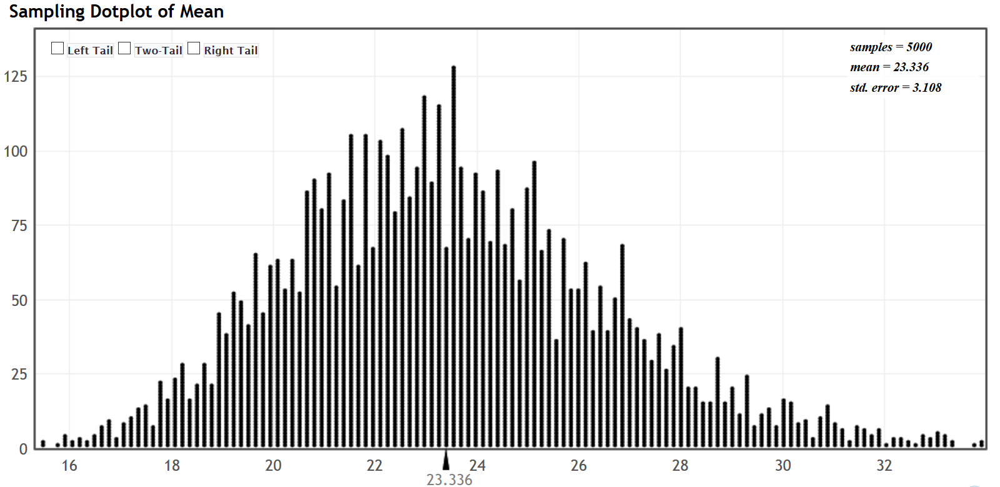 Sampling Dotplot of Mean
Left Tail Two-Tail Right Tail
samples = 5000
mean = 23.336
std. error = 3.108
125
100
75
50
25
0
16 18 20 22 24 26 28 30 32
23.336